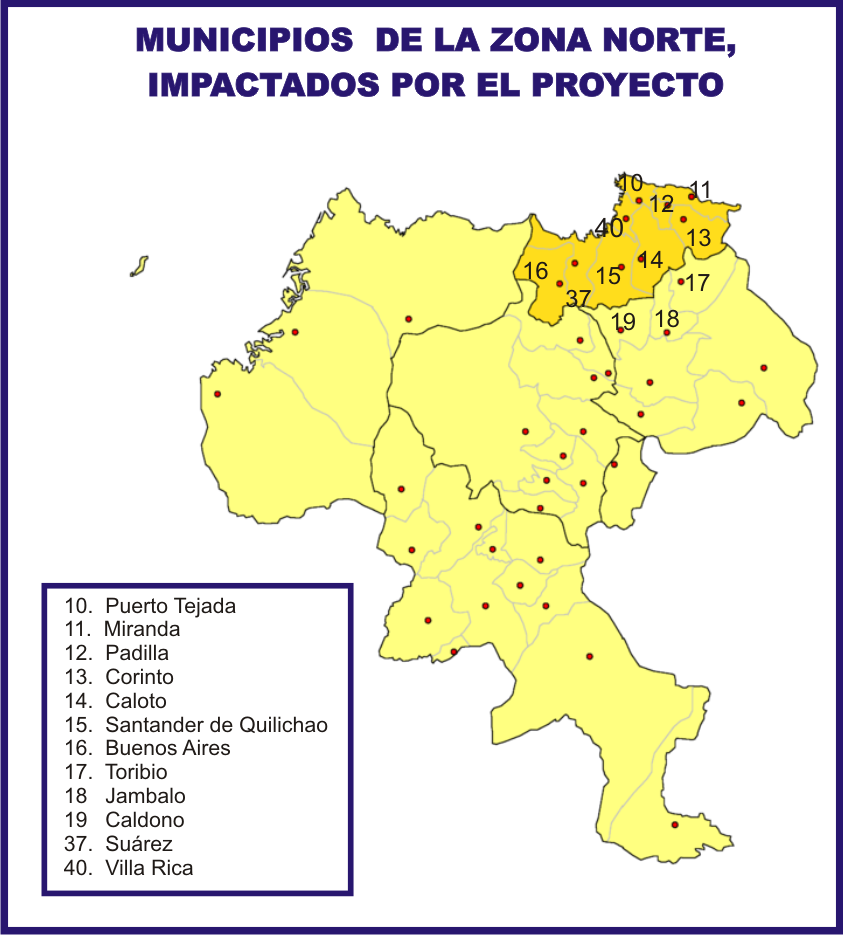 MUNICIPIOS DE LA ZONA NORTE,
IMPACTADOS POR EL PROYECTO
10
11
12
40
13
14
16
15
17
37
19
18
10. Puerto Tejada
11. Miranda
12. Padilla
13. Corinto
14. Caloto
15. Santander de Quilichao
16. Buenos Aires
17. Toribio
18 Jambalo
19 Caldono
37. Suárez
40. Villa Rica